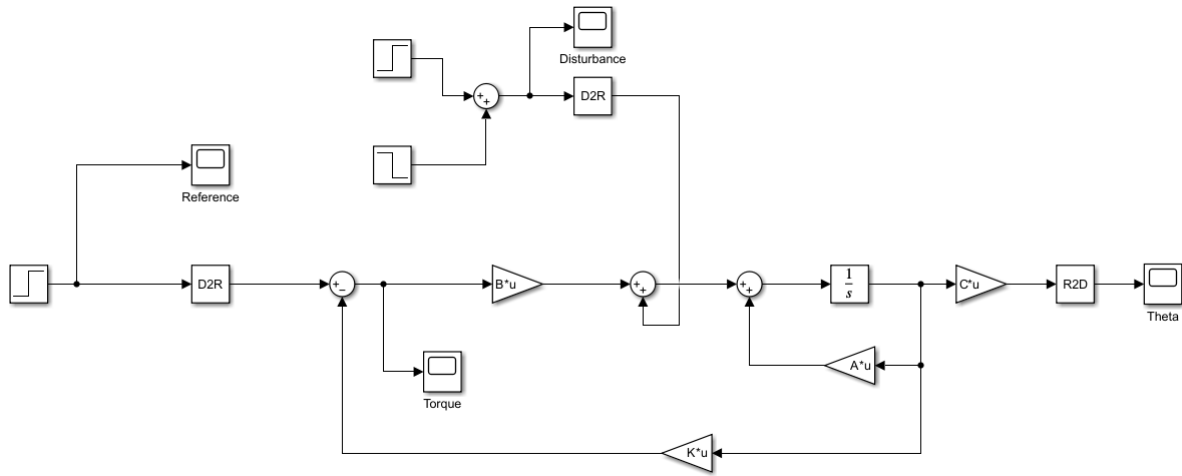 Disturbance
D2R
Reference
D2R
B*u
1
s
C*u
R2D
Theta
A*u
Torque
K*u